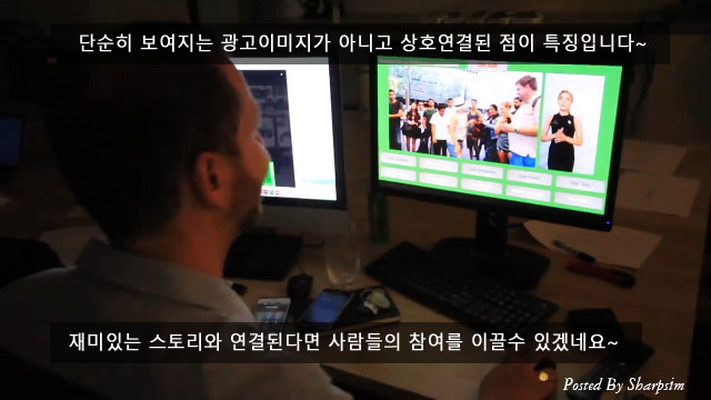 단순히 보여지는 광고이미지가 아니고 상호연결된 점이 특징입니다~
재미있는 스토리와 연결된다면 사람들의 참여를 이끌수 있겠네요~
Posted By Sharpstm